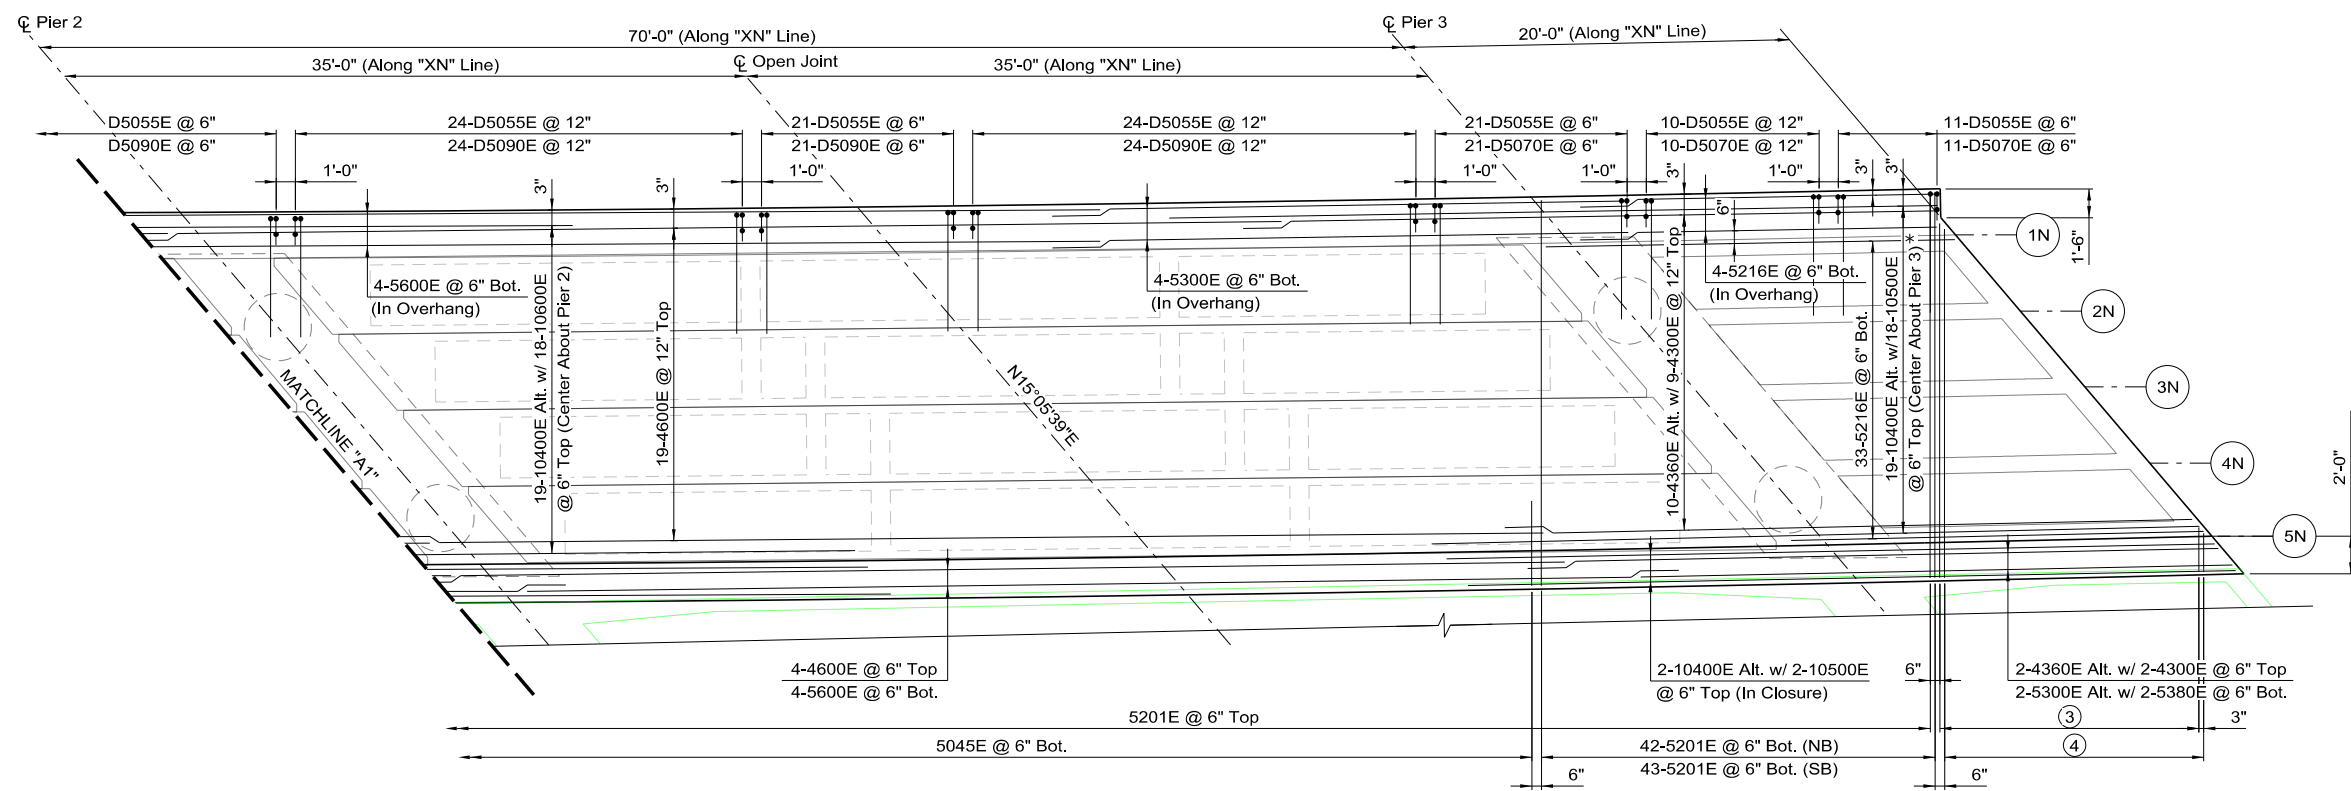 ℄ Pier 2
℄ Pier 3
70'-0" (Along "XN" Line)
20'-0" (Along "XN" Line)
35'-0" (Along "XN" Line)
℄ Open Joint
35'-0" (Along "XN" Line)
D5055E @ 6"
D5090E @ 6"
24-D5055E @ 12"
24-D5090E @ 12"
21-D5055E @ 6"
21-D5090E @ 6"
24-D5055E @ 12"
24-D5090E @ 12"
21-D5055E @ 6"
21-D5070E @ 6"
10-D5055E @ 12"
10-D5070E @ 12"
11-D5055E @ 6"
11-D5070E @ 6"
1'-0"
1'-0"
1'-0"
1'-0"
1'-0"
3"
3"
3"
3"
3"
6"
1'-6"
1N
2N
3N
4N
5N
2'-0"
4-5600E @ 6" Bot.
(In Overhang)
4-5300E @ 6" Bot.
(In Overhang)
4-5216E @ 6" Bot.
(In Overhang)
19-10400E Alt. w/ 18-10600E
@ 6" Top (Center About Pier 2)
19-4600E @ 12" Top
10-4360E Alt. w/ 9-4300E @ 12" Top
33-5216E @ 6" Bot.
19-10400E Alt. w/18-10500E
@ 6" Top (Center About Pier 3)*
MATCHLINE "A1"
N15°05'39"E
4-4600E @ 6" Top
4-5600E @ 6" Bot.
2-10400E Alt. w/ 2-10500E
@ 6" Top (In Closure)
6"
2-4360E Alt. w/ 2-4300E @ 6" Top
2-5300E Alt. w/ 2-5380E @ 6" Bot.
5201E @ 6" Top
3
3"
5045E @ 6" Bot.
42-5201E @ 6" Bot. (NB)
43-5201E @ 6" Bot. (SB)
4
6"
6"